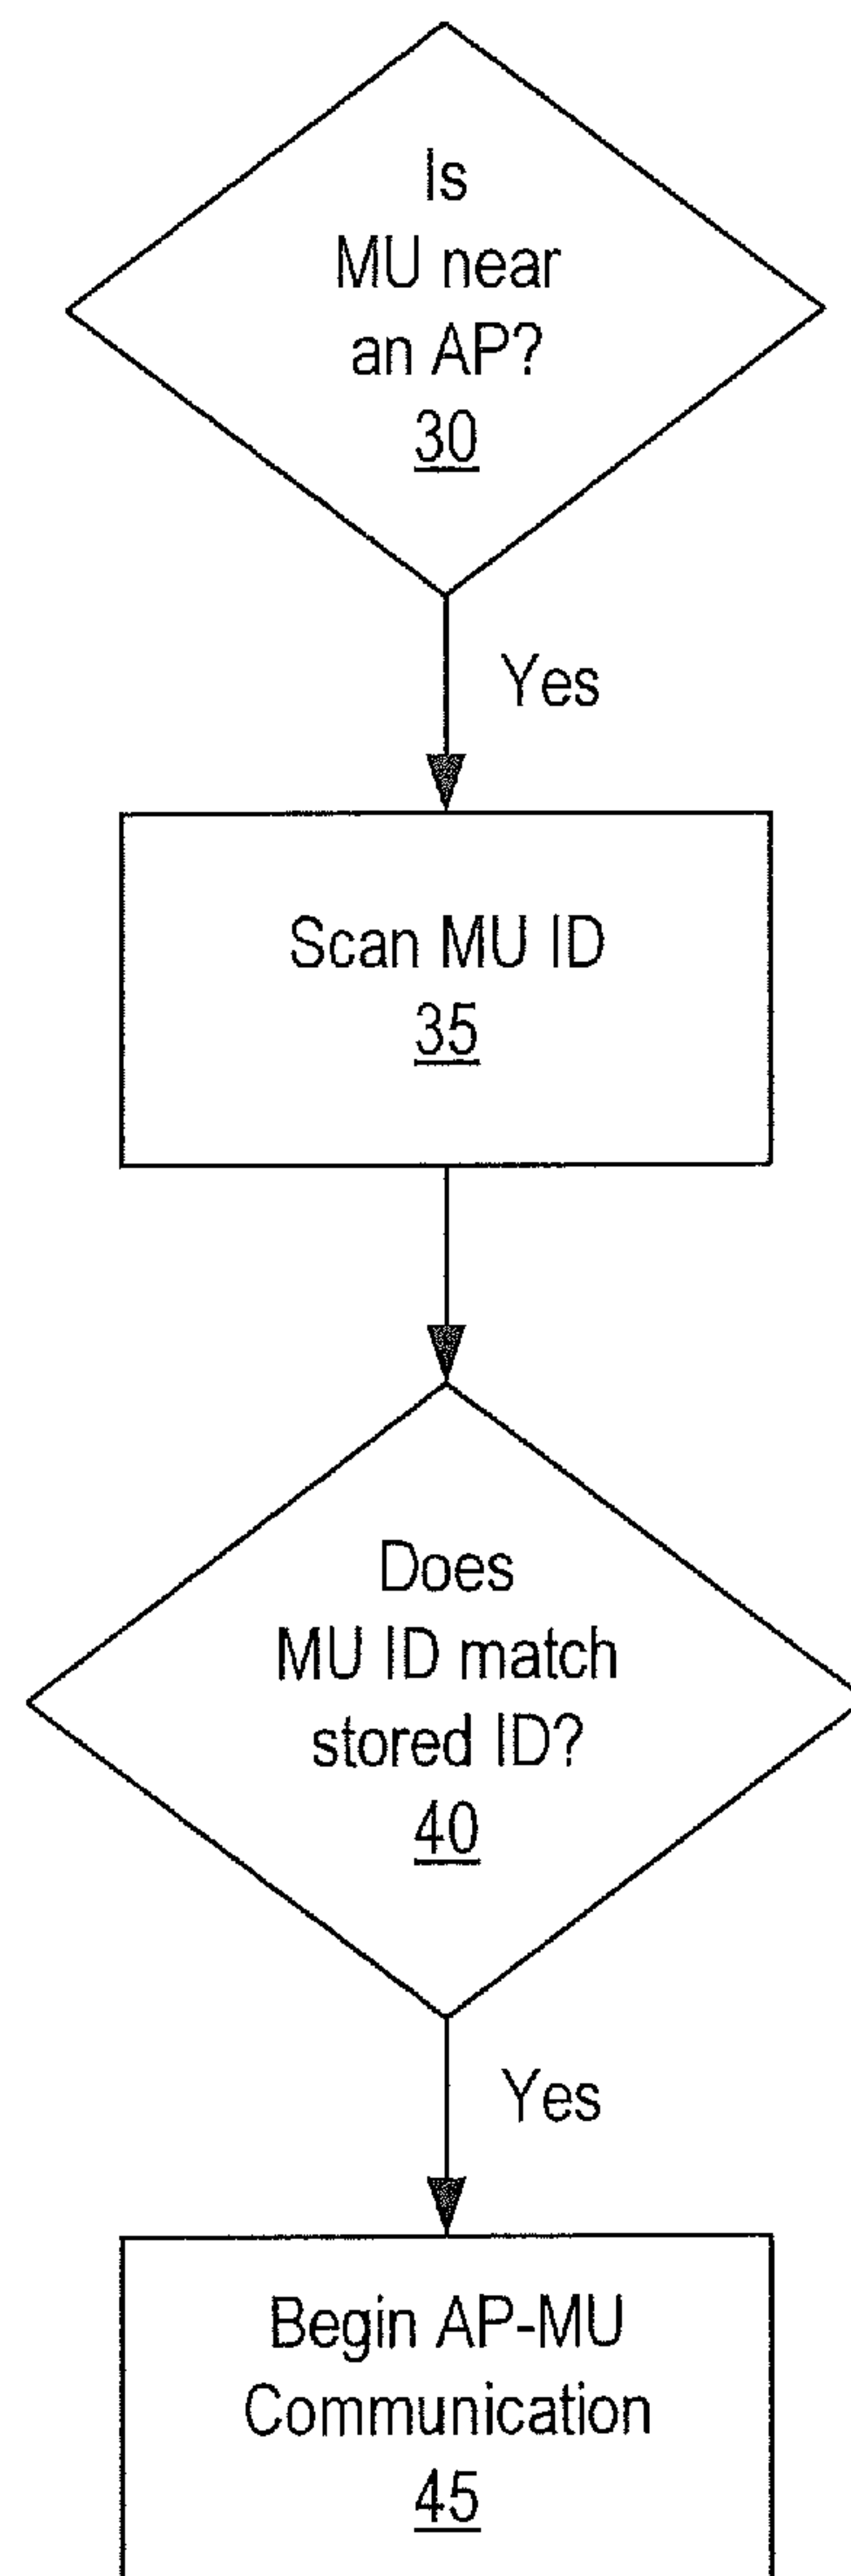 Is
MU near
an AP?
30
Yes
Scan MU ID
35
Does
MU ID match
stored ID?
40
Yes
Begin AP-MU
Communication
45